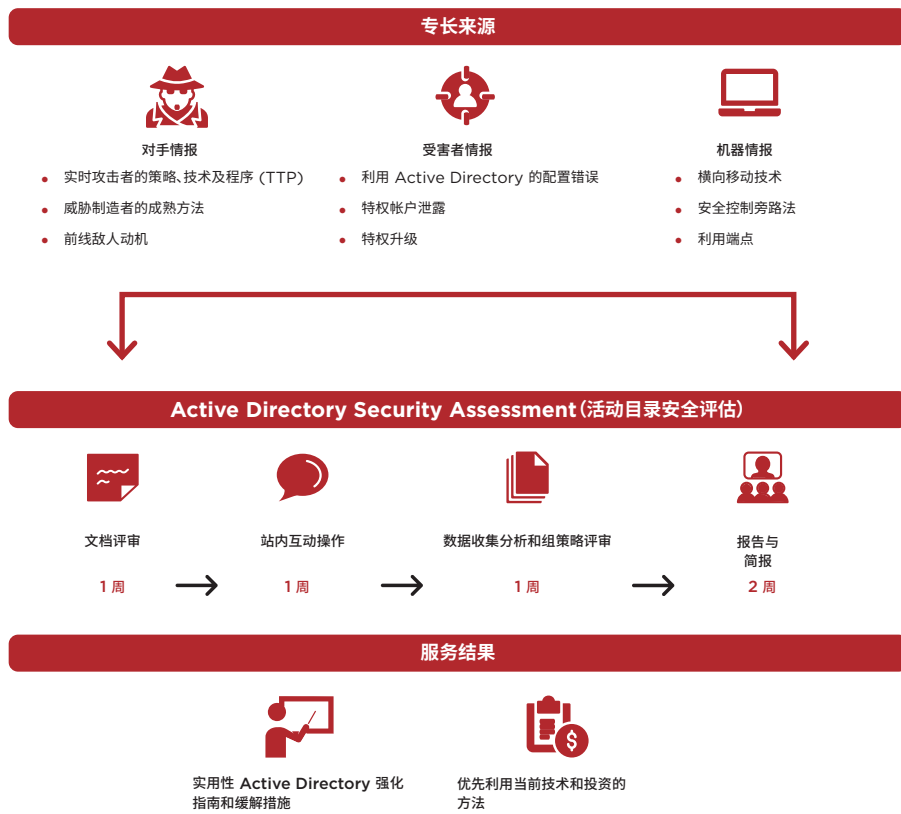 专长来源
对手情报
• 实时攻击者的策略、技术及程序 (TTP)
• 威胁制造者的成熟方法
• 前线敌人动机
受害者情报
• 利用 Active Directory 的配置错误
• 特权帐户泄露
• 特权升级
机器情报
• 横向移动技术
• 安全控制旁路法
• 利用端点
Active Directory Security Assessment（活动目录安全评估）
文档评审
1 周
站内互动操作
1 周
数据收集分析和组策略评审
1 周
报告与
简报
2 周
服务结果
实用性 Active Directory 强化
指南和缓解措施
优先利用当前技术和投资的
方法
$